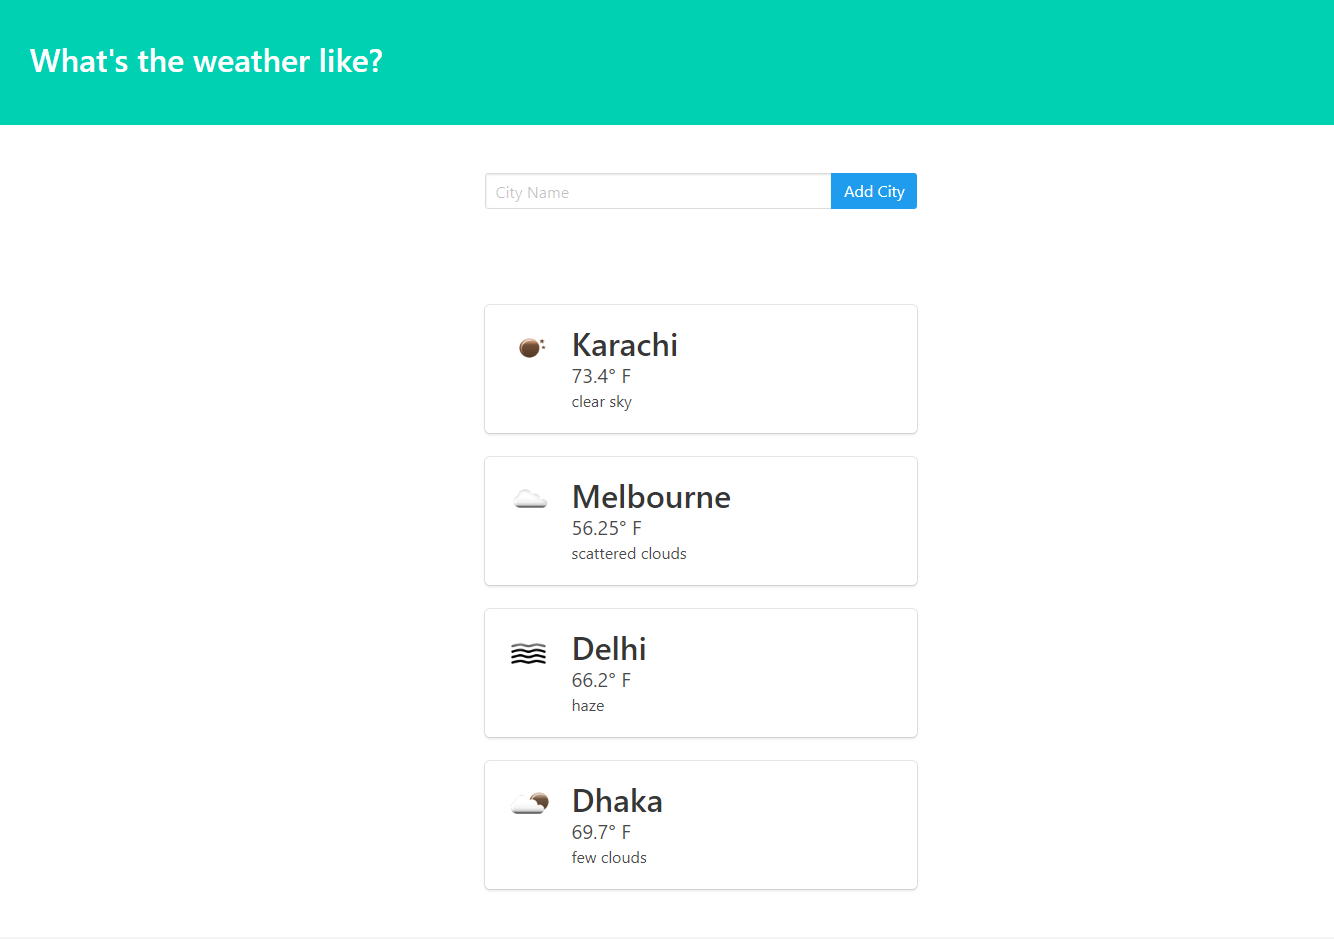 What's the weather like?
City Name
Add City
Karachi
73.4° F
clear sky
Melbourne
56.25° F
scattered clouds
Delhi
66.2° F
haze
Dhaka
69.7° F
few clouds